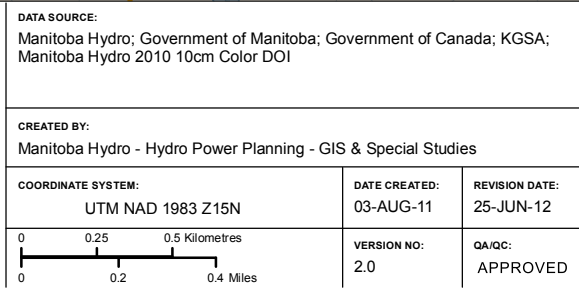 DATA SOURCE:
Manitoba Hydro; Government of Manitoba; Government of Canada; KGSA;
Manitoba Hydro 2010 10cm Color DOI
CREATED BY:
Manitoba Hydro - Hydro Power Planning - GIS & Special Studies
COORDINATE SYSTEM:
UTM NAD 1983 Z15N
DATE CREATED:
03-AUG-11
REVISION DATE:
25-JUN-12
0 0.25 0.5 Kilometres
0 0.2 0.4 Miles
VERSION NO:
2.0
QA/QC:
APPROVED